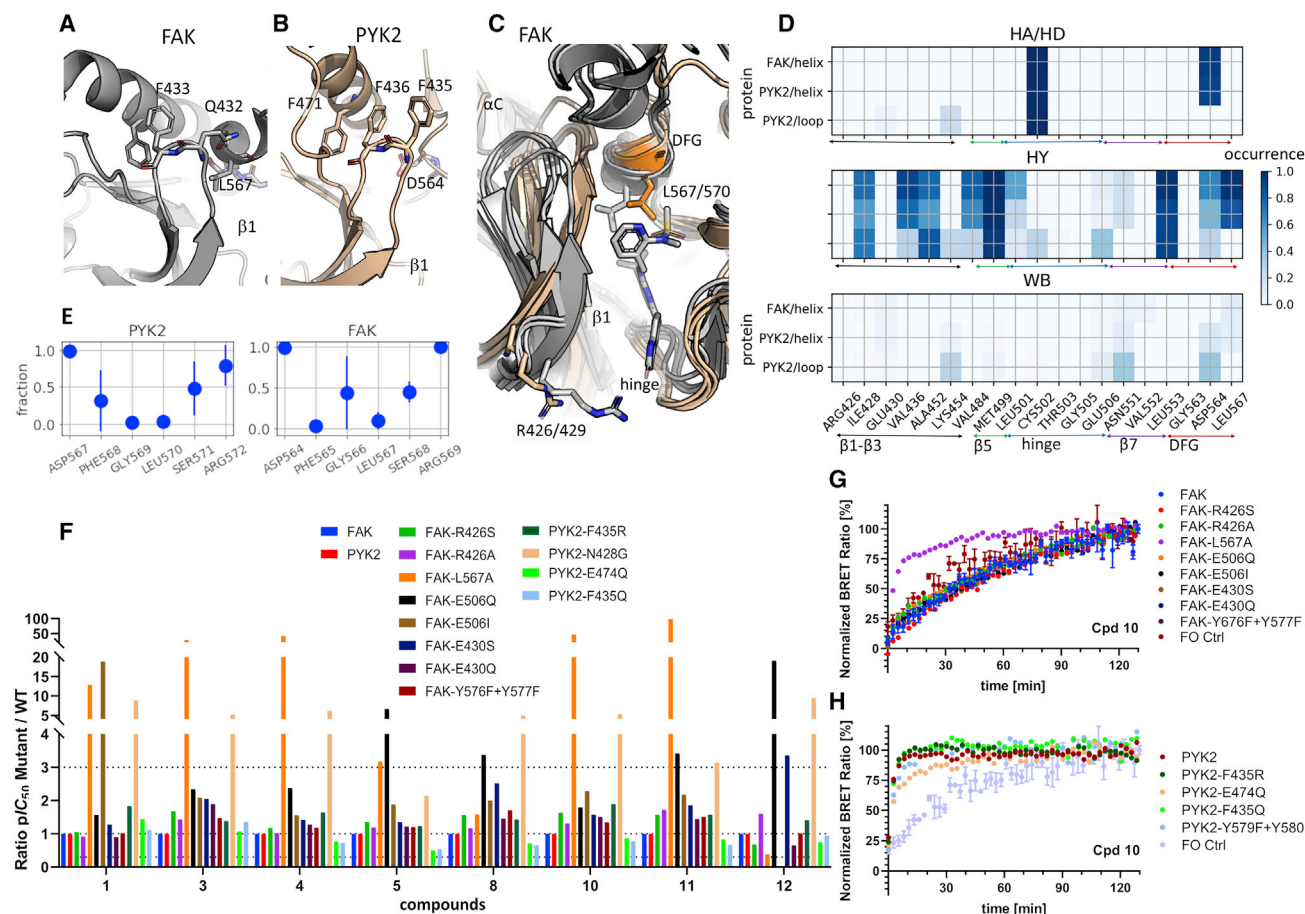 A
FAK
F433
Q432
L567
β1
B
PYK2
F436
F435
F471
D564
β1
C
FAK
αC
DFG
L567/570
β1
hinge
R426/429
D
HA/HD
protein
FAK/helix
PYK2/helix
PYK2/loop
HY
WB
protein
FAK/helix
PYK2/helix
PYK2/loop
occurrence
1.0
0.8
0.6
0.4
0.2
0.0
ARG426
ILE428
GLU430
VAL436
ALA452
LYS454
VAL484
MET499
LEU501
CYS502
THR503
GLY505
GLU506
ASN551
VAL552
LEU553
GLY563
ASP564
LEU567
β1-β3
β5
hinge
β7
DFG
E
PYK2
fraction
1.0
0.5
0.0
ASP567
PHE568
GLY569
LEU570
SER571
ARG572
FAK
1.0
0.5
0.0
ASP564
PHE565
GLY566
LEU567
SER568
ARG569
F
FAK
PYK2
FAK-R426S
FAK-R426A
FAK-L567A
FAK-E506Q
FAK-E506I
FAK-E430S
FAK-E430Q
FAK-Y576F+Y577F
PYK2-F435R
PYK2-N428G
PYK2-E474Q
PYK2-F435Q
Ratio pIC50 Mutant / WT
100
50
20
15
10
5
4
3
2
1
0
1 3 4 5 8 10 11 12
compounds
G
Normalized BRET Ratio [%]
100
75
50
25
0
0 30 60 90 120
time [min]
Cpd 10
FAK
FAK-R426S
FAK-R426A
FAK-L567A
FAK-E506Q
FAK-E506I
FAK-E430S
FAK-E430Q
FAK-Y676F+Y577F
FO Ctrl
H
Normalized BRET Ratio [%]
100
75
50
25
0
0 30 60 90 120
time [min]
Cpd 10
PYK2
PYK2-F435R
PYK2-E474Q
PYK2-F435Q
PYK2-Y579F+Y580
FO Ctrl